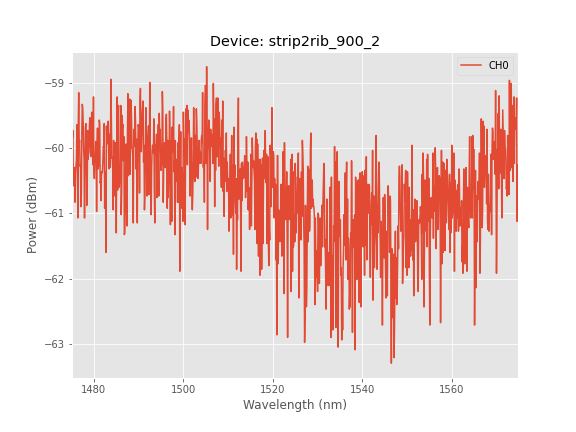 Device: strip2rib_900_2
CH0
−59
−60
−61
−62
−63
Power (dBm)
1480 1500 1520 1540 1560
Wavelength (nm)